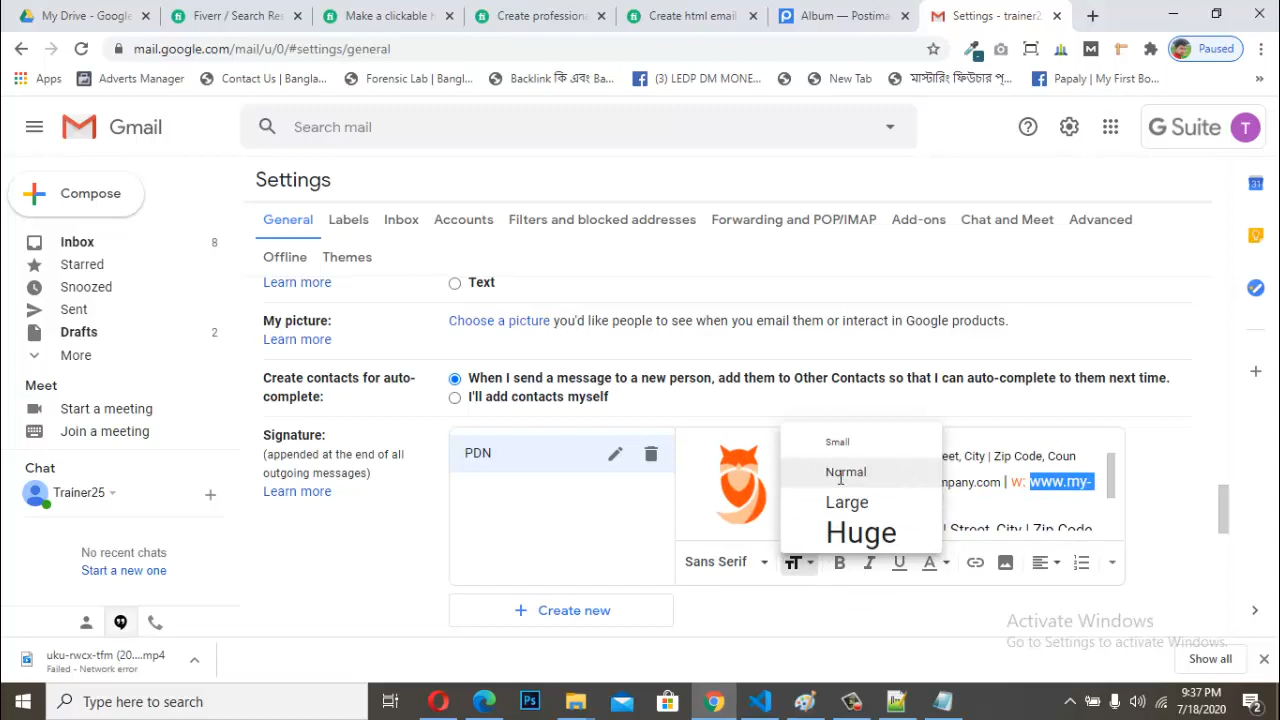 My Drive - Google
Fiverr / Search Res
Make a clickable h
Create profession
Create html email
Album — Postima
Settings - trainer2
mail.google.com/mail/u/0/#settings/general
Paused
Apps
Adverts Manager
Contact Us | Bangla...
Forensic Lab | Bangl...
Backlink কি এবং Ba...
(3) LEDP DM MONE...
New Tab
মাস্টারিং ফিউচার প্...
Papaly | My First Bo...
»
Gmail
Search mail
G Suite
T
Compose
Settings
General Labels Inbox Accounts Filters and blocked addresses Forwarding and POP/IMAP Add-ons Chat and Meet Advanced
Offline Themes
Inbox 8
Starred
Snoozed
Sent
Drafts 2
More
Meet
Start a meeting
Join a meeting
Chat
Trainer25
No recent chats
Start a new one
Learn more
Text
My picture:
Learn more
Choose a picture you'd like people to see when you email them or interact in Google products.
Create contacts for auto-complete:
When I send a message to a new person, add them to Other Contacts so that I can auto-complete to them next time.
I'll add contacts myself
Signature:
(appended at the end of all
outgoing messages)
Learn more
PDN
Small
Normal
Large
Huge
eet, City | Zip Code, Coun
mpany.com | w: www.my-
Street, City | Zip Code
Sans Serif
B I U A
Create new
Activate Windows
Go to Settings to activate Windows.
uku-rwcx-tfm (20....mp4
Failed - Network error
Show all
Type here to search
9:37 PM
7/18/2020
2
31
Ps